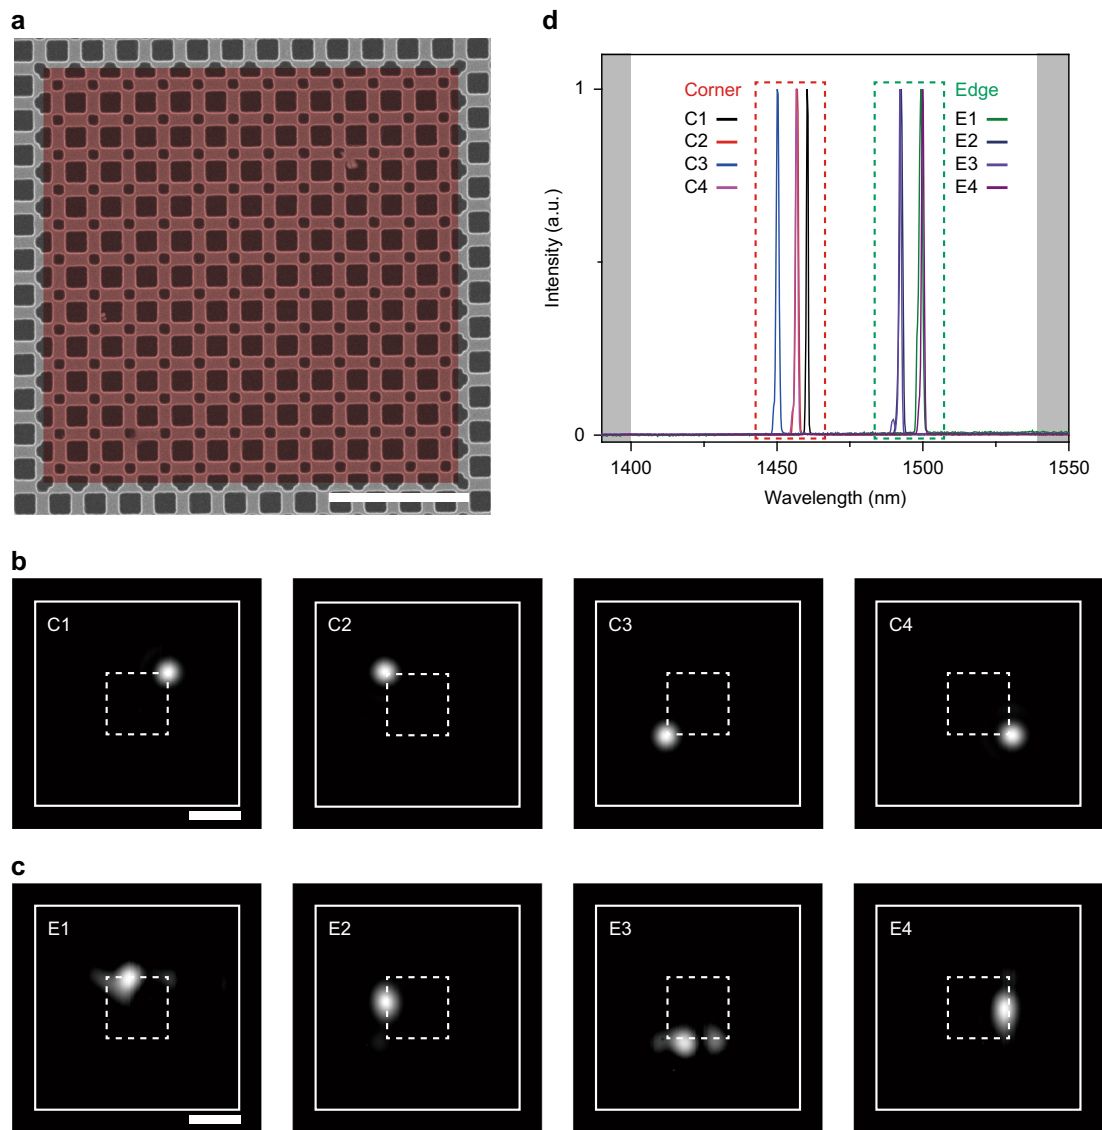 a
d
1
0
Intensity (a.u.)
Corner
C1
C2
C3
C4
Edge
E1
E2
E3
E4
1400
1450
1500
1550
Wavelength (nm)
b
C1
C2
C3
C4
c
E1
E2
E3
E4